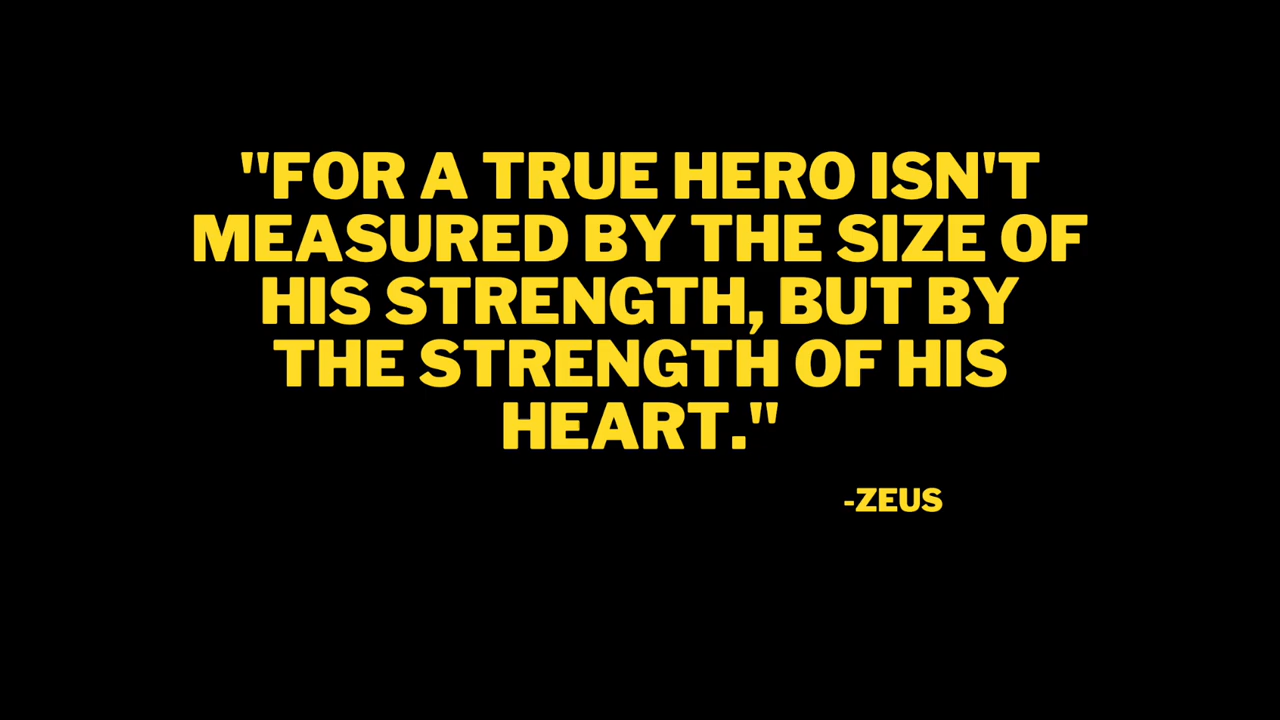 "FOR A TRUE HERO ISN'T
MEASURED BY THE SIZE OF
HIS STRENGTH, BUT BY
THE STRENGTH OF HIS
HEART."
-ZEUS